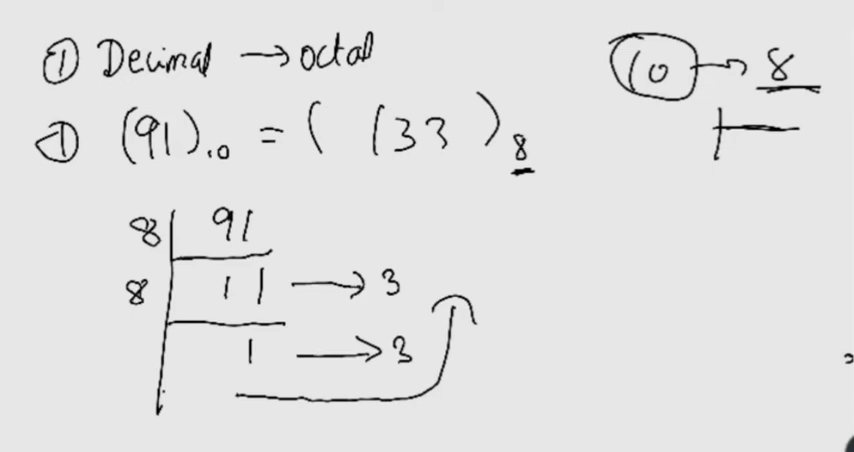 ① Decimal → octal
10 → 8
① (91)₁₀ = ( 133 )₈
8 | 91
8 | 11 → 3
1 → 3